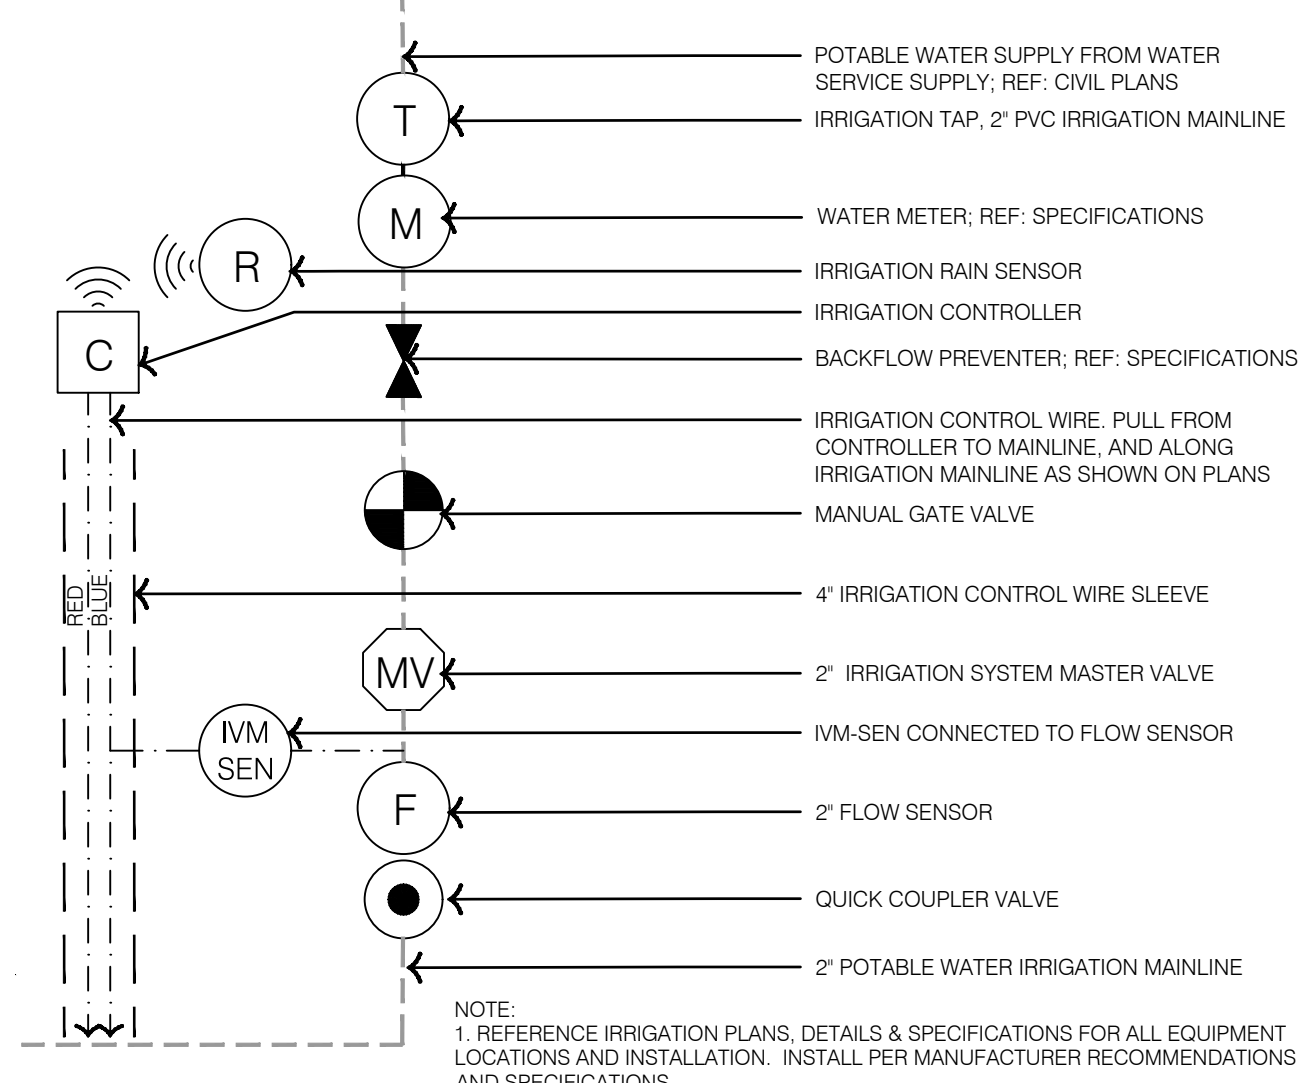 POTABLE WATER SUPPLY FROM WATER
SERVICE SUPPLY; REF: CIVIL PLANS
T
IRRIGATION TAP, 2" PVC IRRIGATION MAINLINE
M
WATER METER; REF: SPECIFICATIONS
R
IRRIGATION RAIN SENSOR
IRRIGATION CONTROLLER
C
BACKFLOW PREVENTER; REF: SPECIFICATIONS
IRRIGATION CONTROL WIRE. PULL FROM
CONTROLLER TO MAINLINE, AND ALONG
IRRIGATION MAINLINE AS SHOWN ON PLANS
MANUAL GATE VALVE
RED
BLUE
4" IRRIGATION CONTROL WIRE SLEEVE
MV
2" IRRIGATION SYSTEM MASTER VALVE
IVM
SEN
IVM-SEN CONNECTED TO FLOW SENSOR
F
2" FLOW SENSOR
QUICK COUPLER VALVE
2" POTABLE WATER IRRIGATION MAINLINE
NOTE:
1. REFERENCE IRRIGATION PLANS, DETAILS & SPECIFICATIONS FOR ALL EQUIPMENT
LOCATIONS AND INSTALLATION. INSTALL PER MANUFACTURER RECOMMENDATIONS
AND SPECIFICATIONS